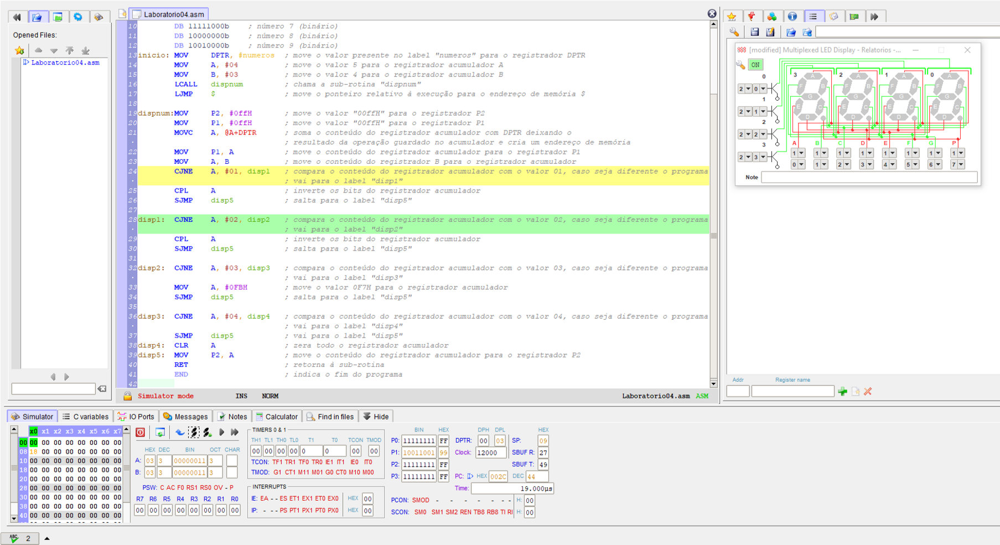 Opened Files:
Laboratorio04.asm
Laboratorio04.asm
10 DB 11111000b ; número 7 (binário)
11 DB 10000000b ; número 8 (binário)
12 DB 10010000b ; número 9 (binário)
13 inicio: MOV DPTR, #numeros ; move o valor presente no label "numeros" para o registrador DPTR
14 MOV A, #04 ; move o valor 5 para o registrador acumulador A
15 MOV B, #03 ; move o valor 4 para o registrador acumulador B
16 LCALL dispnum ; chama a sub-rotina "dispnum"
17 LJMP $ ; move o ponteiro relativo à execução para o endereço de memória $
18
19 dispnum:MOV P2, #0ffH ; move o valor "00ffH" para o registrador P2
20 MOV P1, #0ffH ; move o valor "00ffH" para o registrador P1
21 MOVC A, @A+DPTR ; soma o conteúdo do registrador acumulador com DPTR deixando o
; resultado da operação guardado no acumulador e cria um endereço de memória
22 MOV P1, A ; move o conteúdo do registrador acumulador para o registrador P1
23 MOV A, B ; move o conteúdo do registrador B para o registrador acumulador
24 CJNE A, #01, disp1 ; compara o conteúdo do registrador acumulador com o valor 01, caso seja diferente o programa
; vai para o label "disp1"
25 CPL A ; inverte os bits do registrador acumulador
26 SJMP disp5 ; salta para o label "disp5"
27
28 disp1: CJNE A, #02, disp2 ; compara o conteúdo do registrador acumulador com o valor 02, caso seja diferente o programa
; vai para o label "disp2"
29 CPL A ; inverte os bits do registrador acumulador
30 SJMP disp5 ; salta para o label "disp5"
31
32 disp2: CJNE A, #03, disp3 ; compara o conteúdo do registrador acumulador com o valor 03, caso seja diferente o programa
; vai para o label "disp3"
33 MOV A, #0FBH ; move o valor 0F7H para o registrador acumulador
34 SJMP disp5 ; salta para o label "disp5"
35
36 disp3: CJNE A, #04, disp4 ; compara o conteúdo do registrador acumulador com o valor 04, caso seja diferente o programa
; vai para o label "disp4"
37 SJMP disp5 ; vai para o label "disp5"
38 disp4: CLR A ; zera todo o registrador acumulador
39 disp5: MOV P2, A ; move o conteúdo do registrador acumulador para o registrador P2
40 RET ; retorna à sub-rotina
41 END ; indica o fim do programa
42
Simulator mode INS NORM Laboratorio04.asm ASM
888 [modified] Multiplexed LED Display - Relatorios -...
ON
0
3 2 1 0
A A A A
F B F B F B F B
G G G G
E C E C E C E C
D D D D
2 0
1
2 1
2
2 2
3
2 3
A B C D E F G P
1 1 1 1 1 1 1 1
0 1 2 3 4 5 6 7
Note
Addr Register name
Simulator C variables IO Ports Messages Notes Calculator Find in files Hide
x0 x1 x2 x3 x4 x5 x6 x7
00 00 00 00 00 00 00 00 00
08 18 00 00 00 00 00 00 00
10 00 00 00 00 00 00 00 00
18 00 00 00 00 00 00 00 00
20 00 00 00 00 00 00 00 00
28 00 00 00 00 00 00 00 00
30 00 00 00 00 00 00 00 00
38 00 00 00 00 00 00 00 00
40 00 00 00 00 00 00 00 00
HEX DEC BIN OCT CHAR
A: 03 3 00000011 3
B: 03 3 00000011 3
PSW: C AC F0 RS1 RS0 OV - P
R7 R6 R5 R4 R3 R2 R1 R0
00 00 00 00 00 00 00 00
TIMERS 0 & 1
TH1 TL1 TH0 TL0 T1 T0 TCON TMOD
00 00 00 00 0 0 00 00
TCON: TF1 TR1 TF0 TR0 IE1 IT1 IE0 IT0
TMOD: G1 CT1 M11 M01 G0 CT0 M10 M00
INTERRUPTS
IE: EA - - ES ET1 EX1 ET0 EX0 HEX 00
IP: - - - PS PT1 PX1 PT0 PX0 HEX 00
BIN HEX
P0: 11111111 FF
P1: 10011001 99
P2: 11111111 FF
P3: 11111111 FF
DPH DPL HEX
DPTR: 00 03 SP: 09
Clock: 12000 SBUF R: 27
SBUF T: 49
PC: HEX 002C DEC 44
Time: 19.000µs
PCON: SMOD - - - - - - - H: 00
SCON: SM0 SM1 SM2 REN TB8 RB8 TI RI H: 00
ABC 2